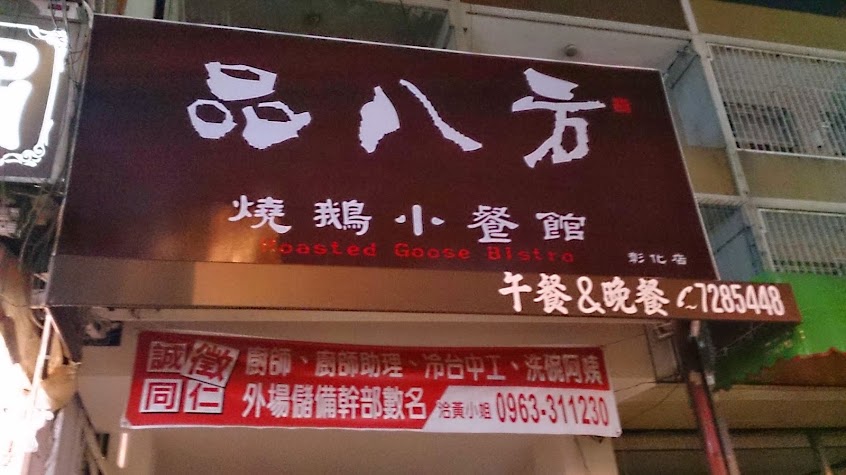 品八方
燒鵝小餐館
Roasted Goose Bistro
彰化店
午餐&晚餐 7285448
誠徵同仁
廚師、廚師助理、冷台中工、洗碗阿姨
外場儲備幹部數名 洽黃小姐 0963-311230